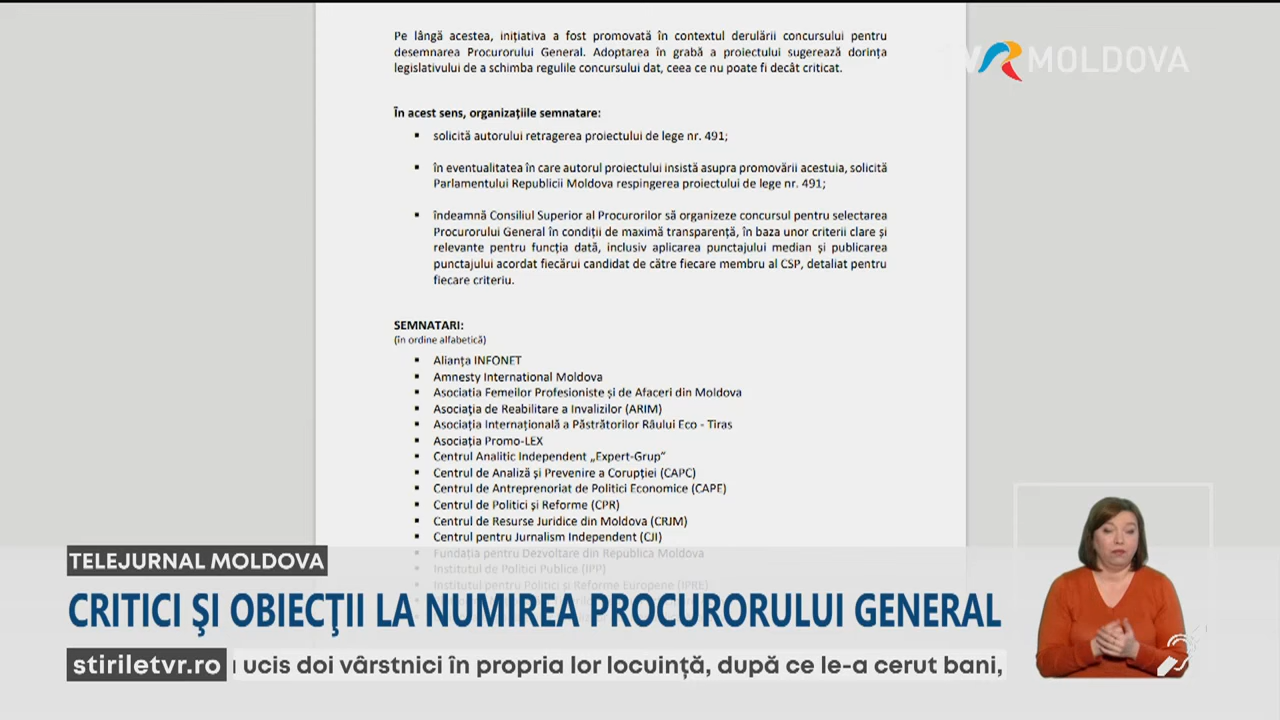 Pe lângă acestea, inițiativa a fost promovată în contextul derulării concursului pentru
desemnarea Procurorului General. Adoptarea în grabă a proiectului sugerează dorința
legislativului de a schimba regulile concursului dat, ceea ce nu poate fi decât criticat.
MOLDOVA
În acest sens, organizațiile semnatare:
▪ solicită autorului retragerea proiectului de lege nr. 491;
▪ în eventualitatea în care autorul proiectului insistă asupra promovării acestuia, solicită
Parlamentului Republicii Moldova respingerea proiectului de lege nr. 491;
▪ îndeamnă Consiliul Superior al Procurorilor să organizeze concursul pentru selectarea
Procurorului General în condiții de maximă transparență, în baza unor criterii clare și
relevante pentru funcția dată, inclusiv aplicarea punctajului median și publicarea
punctajului acordat fiecărui candidat de către fiecare membru al CSP, detaliat pentru
fiecare criteriu.
SEMNATARI:
(în ordine alfabetică)
▪ Alianța INFONET
▪ Amnesty International Moldova
▪ Asociatia Femeilor Profesioniste și de Afaceri din Moldova
▪ Asociația de Reabilitare a Invalizilor (ARIM)
▪ Asociația Internațională a Păstrătorilor Râului Eco - Tiras
▪ Asociația Promo-LEX
▪ Centrul Analitic Independent „Expert-Grup”
▪ Centrul de Analiză și Prevenire a Corupției (CAPC)
▪ Centrul de Antreprenoriat de Politici Economice (CAPE)
▪ Centrul de Politici și Reforme (CPR)
▪ Centrul de Resurse Juridice din Moldova (CRJM)
▪ Centrul pentru Jurnalism Independent (CJI)
▪ Fundația pentru Dezvoltare din Republica Moldova
▪ Institutul de Politici Publice (IPP)
▪ Institutul pentru Politici și Reforme Europene (IPRE)
TELEJURNAL MOLDOVA
CRITICI ŞI OBIECŢII LA NUMIREA PROCURORULUI GENERAL
stiriletvr.ro
ucis doi vârstnici în propria lor locuință, după ce le-a cerut bani,